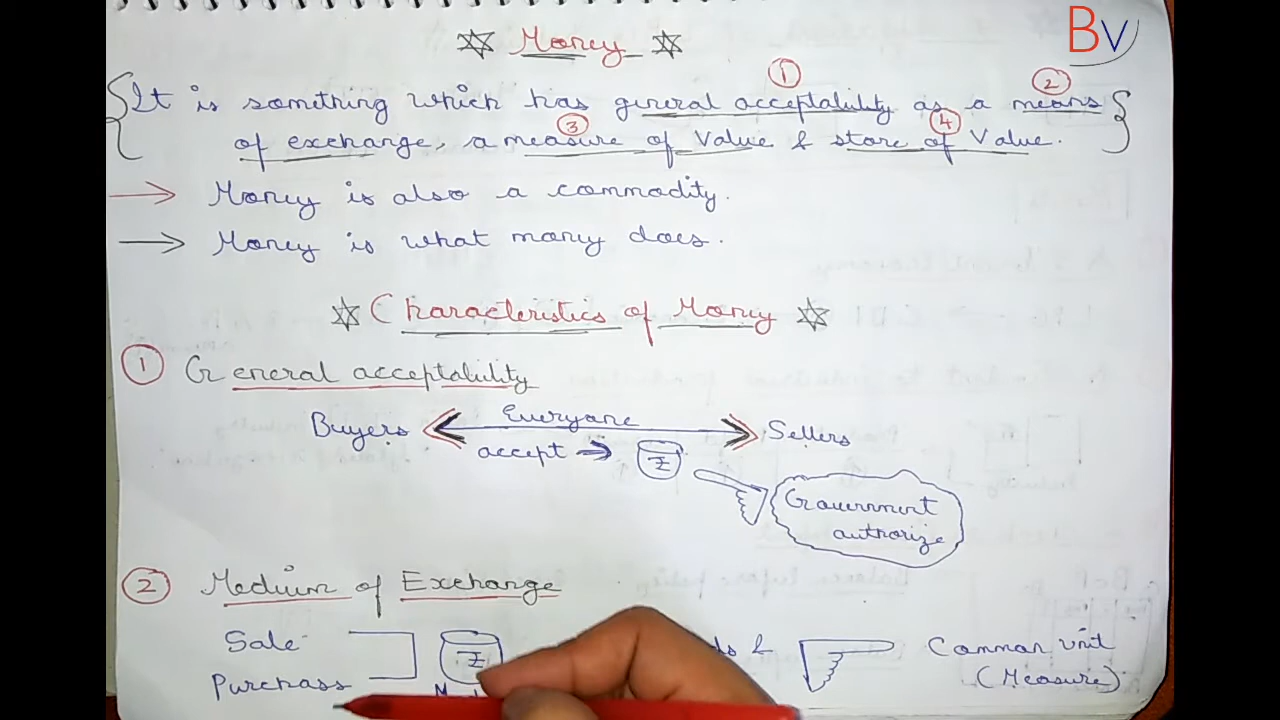 BV
Money
① ②
It is something which has general acceptability as a means
③ ④
of exchange, a measure of Value & store of Value.
Money is also a commodity.
Money is what money does.
Characteristics of Money
① General acceptability
Buyers Everyone Sellers
accept
Government
authorize
② Medium of Exchange
Sale & Common unit
Purchass (Measure)